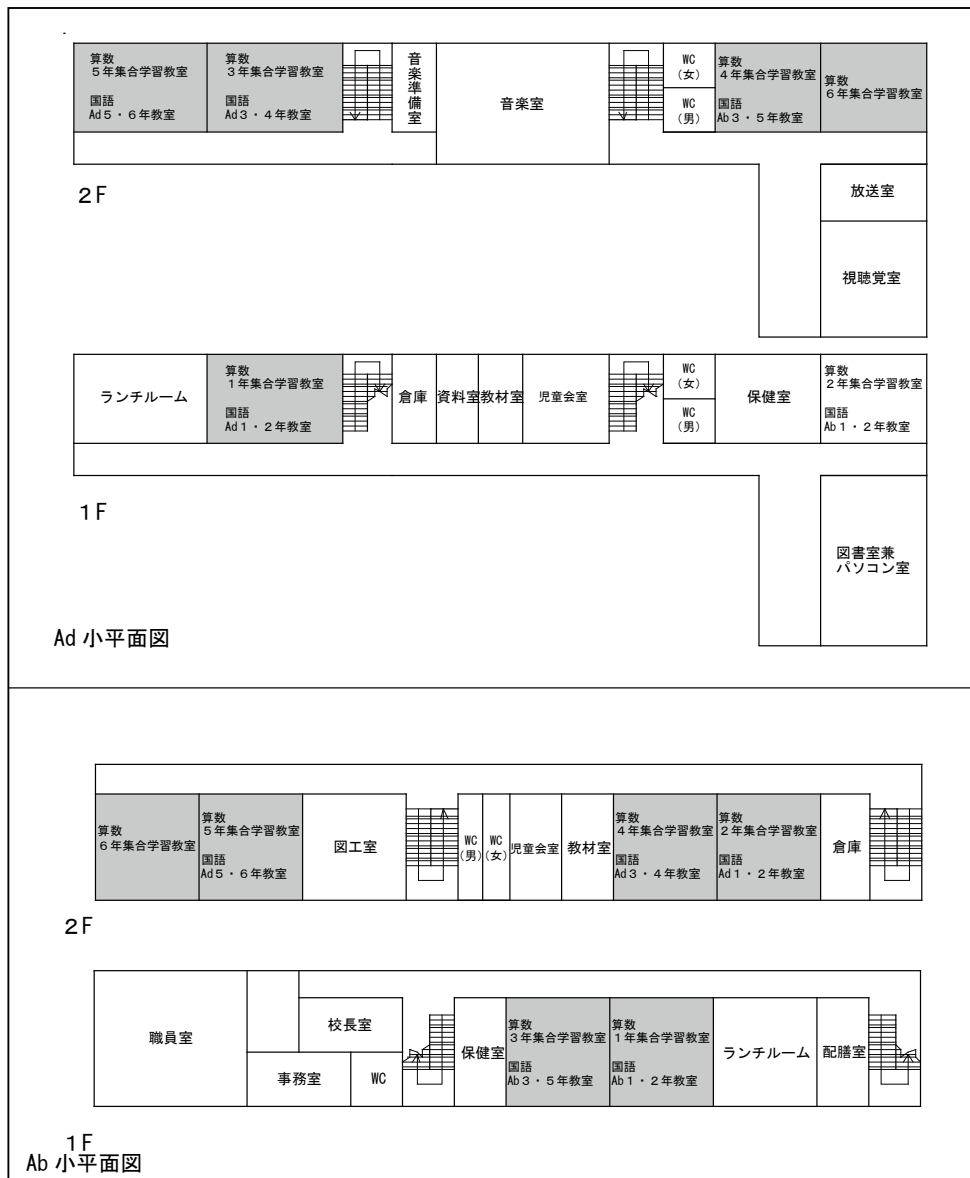 算数
5年集合学習教室
国語
Ad5・6年教室
算数
3年集合学習教室
国語
Ad3・4年教室
音楽準備室
音楽室
WC
(女)
WC
(男)
算数
4年集合学習教室
国語
Ab3・5年教室
算数
6年集合学習教室
放送室
視聴覚室
2F
ランチルーム
算数
1年集合学習教室
国語
Ad1・2年教室
倉庫
資料室
教材室
児童会室
WC
(女)
WC
(男)
保健室
算数
2年集合学習教室
国語
Ab1・2年教室
図書室兼
パソコン室
1F
Ad小平面図
算数
6年集合学習教室
算数
5年集合学習教室
国語
Ad5・6年教室
図工室
WC
(男)
WC
(女)
児童会室
教材室
算数
4年集合学習教室
国語
Ad3・4年教室
算数
2年集合学習教室
国語
Ad1・2年教室
倉庫
2F
職員室
校長室
事務室
WC
保健室
算数
3年集合学習教室
国語
Ab3・5年教室
算数
1年集合学習教室
国語
Ab1・2年教室
ランチルーム
配膳室
1F
Ab小平面図